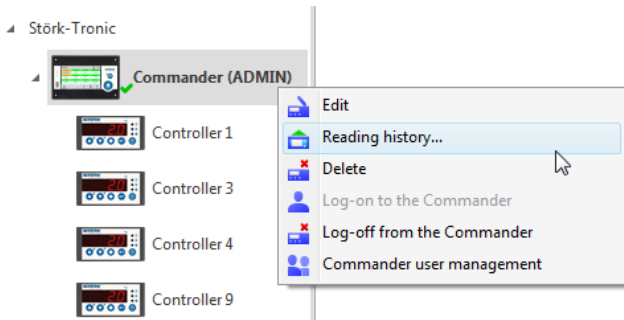 Störk-Tronic
Commander (ADMIN)
Edit
Controller 1
Reading history...
Delete
Controller 3
Log-on to the Commander
Log-off from the Commander
Controller 4
Commander user management
Controller 9